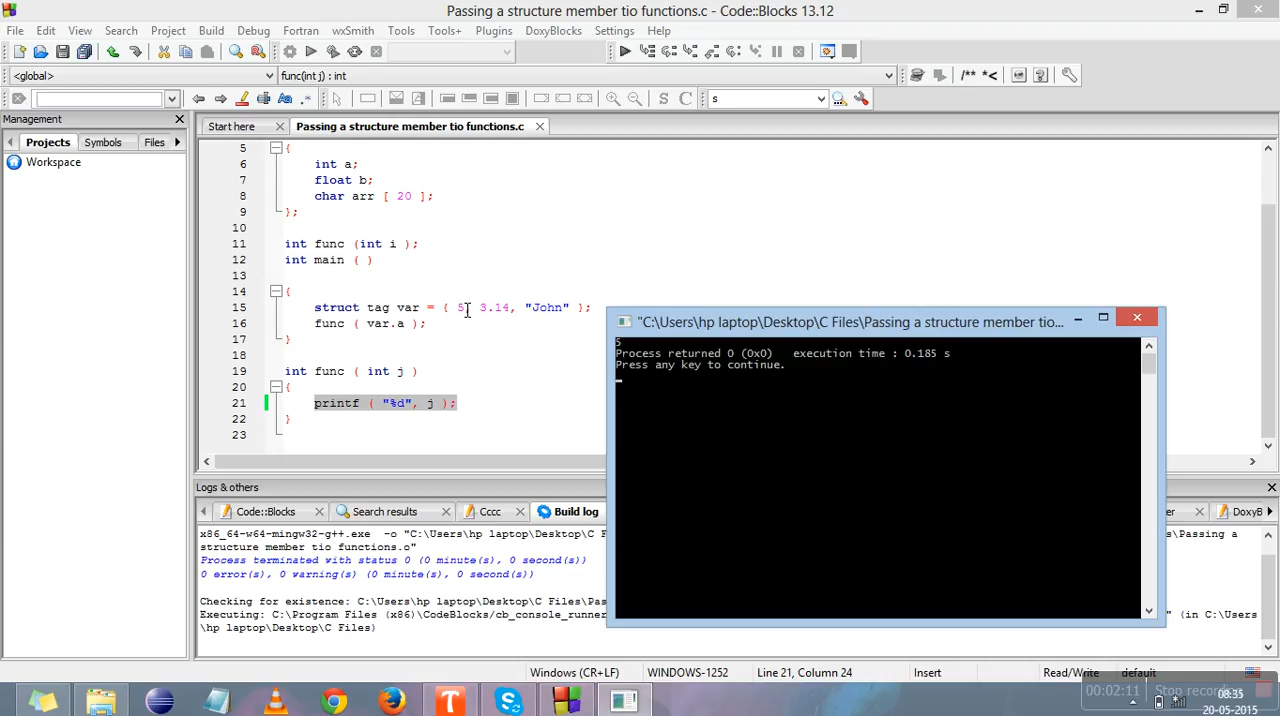 Passing a structure member tio functions.c - Code::Blocks 13.12
File Edit View Search Project Build Debug Fortran wxSmith Tools Tools+ Plugins DoxyBlocks Settings Help
<global> func(int j) : int /** *<
S C s
Management
Start here Passing a structure member tio functions.c
Projects Symbols Files
Workspace
5 {
6 int a;
7 float b;
8 char arr [ 20 ];
9 };
10
11 int func (int i );
12 int main ( )
13
14 {
15 struct tag var = { 5, 3.14, "John" };
16 func ( var.a );
17 }
18
19 int func ( int j )
20 {
21 printf ( "%d", j );
22 }
23
"C:\Users\hp laptop\Desktop\C Files\Passing a structure member tio...
5
Process returned 0 (0x0) execution time : 0.185 s
Press any key to continue.
Logs & others
Code::Blocks Search results Cccc Build log DoxyB
x86_64-w64-mingw32-g++.exe -o "C:\Users\hp laptop\Desktop\C F s\Passing a
structure member tio functions.o"
Process terminated with status 0 (0 minute(s), 0 second(s))
0 error(s), 0 warning(s) (0 minute(s), 0 second(s))
Checking for existence: C:\Users\hp laptop\Desktop\C Files\Pas
Executing: "C:\Program Files (x86)\CodeBlocks/cb_console_runner " (in C:\Users
\hp laptop\Desktop\C Files)
Windows (CR+LF) WINDOWS-1252 Line 21, Column 24 Insert Read/Write default
00:02:11 Stop recor
08:35
20-05-2015